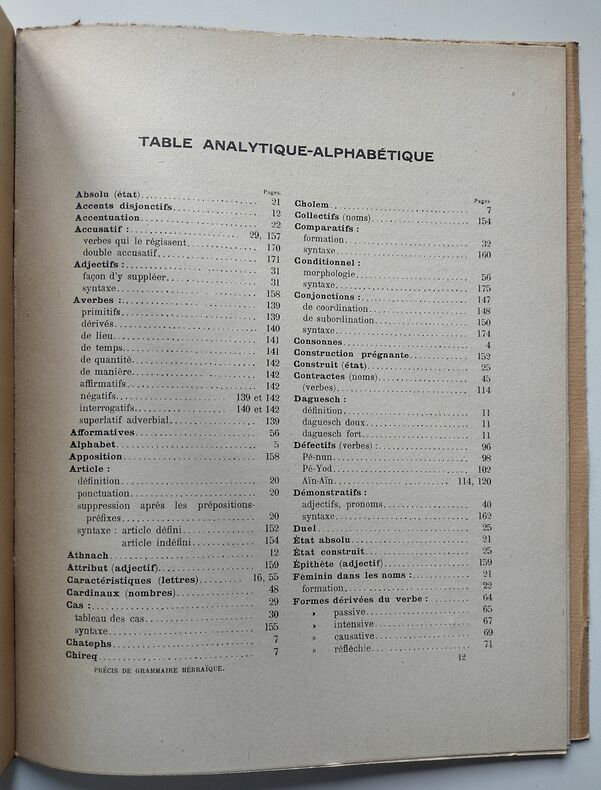 TABLE ANALYTIQUE-ALPHABÉTIQUE
Pages.
Absolu (état) 21
Accents disjonctifs 12
Accentuation 22
Accusatif : 29, 157
verbes qui le régissent 170
double accusatif 171
Adjectifs : 31
façon d'y suppléer 31
syntaxe 158
Averbes : 139
primitifs 139
dérivés 140
de lieu 141
de temps 141
de quantité 142
de manière 142
affirmatifs 142
négatifs 139 et 142
interrogatifs 140 et 142
superlatif adverbial 139
Afformatives 56
Alphabet 5
Apposition 158
Article :
définition 20
ponctuation 20
suppression après les prépositions-
préfixes 20
syntaxe : article défini 152
article indéfini 154
Athnach 12
Attribut (adjectif) 159
Caractéristiques (lettres) 16, 55
Cardinaux (nombres) 48
Cas : 29
tableau des cas 30
syntaxe 155
Chatephs 7
Chireq 7
PRÉCIS DE GRAMMAIRE HÉBRAÏQUE.
Pages
Cholem 7
Collectifs (noms) 154
Comparatifs :
formation 32
syntaxe 160
Conditionnel :
morphologie 56
syntaxe 175
Conjonctions : 147
de coordination 148
de subordination 150
syntaxe 174
Consonnes 4
Construction prégnante 152
Construit (état) 25
Contractes (noms) 45
(verbes) 114
Daguesch :
définition 11
daguesch doux 11
daguesch fort 11
Défectifs (verbes) : 96
Pé-nun 98
Pé-Yod 102
Aïn-Aïn 114, 120
Démonstratifs :
adjectifs, pronoms 40
syntaxe 162
Duel 25
État absolu 21
État construit 25
Épithète (adjectif) 159
Féminin dans les noms : 21
formation 22
Formes dérivées du verbe : 64
» passive 65
» intensive 67
» causative 69
» réfléchie 71
12